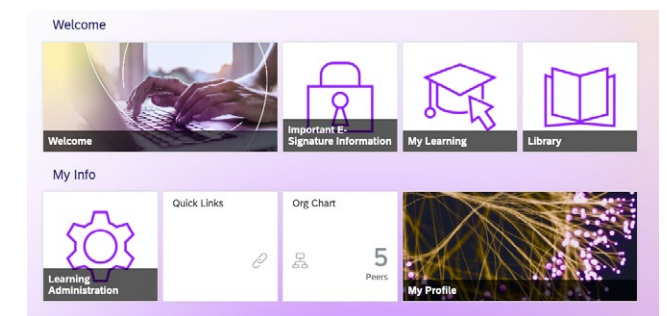 Welcome
Welcome
Important E-
Signature Information
My Learning
Library
My Info
Learning
Administration
Quick Links
Org Chart
5
Peers
My Profile